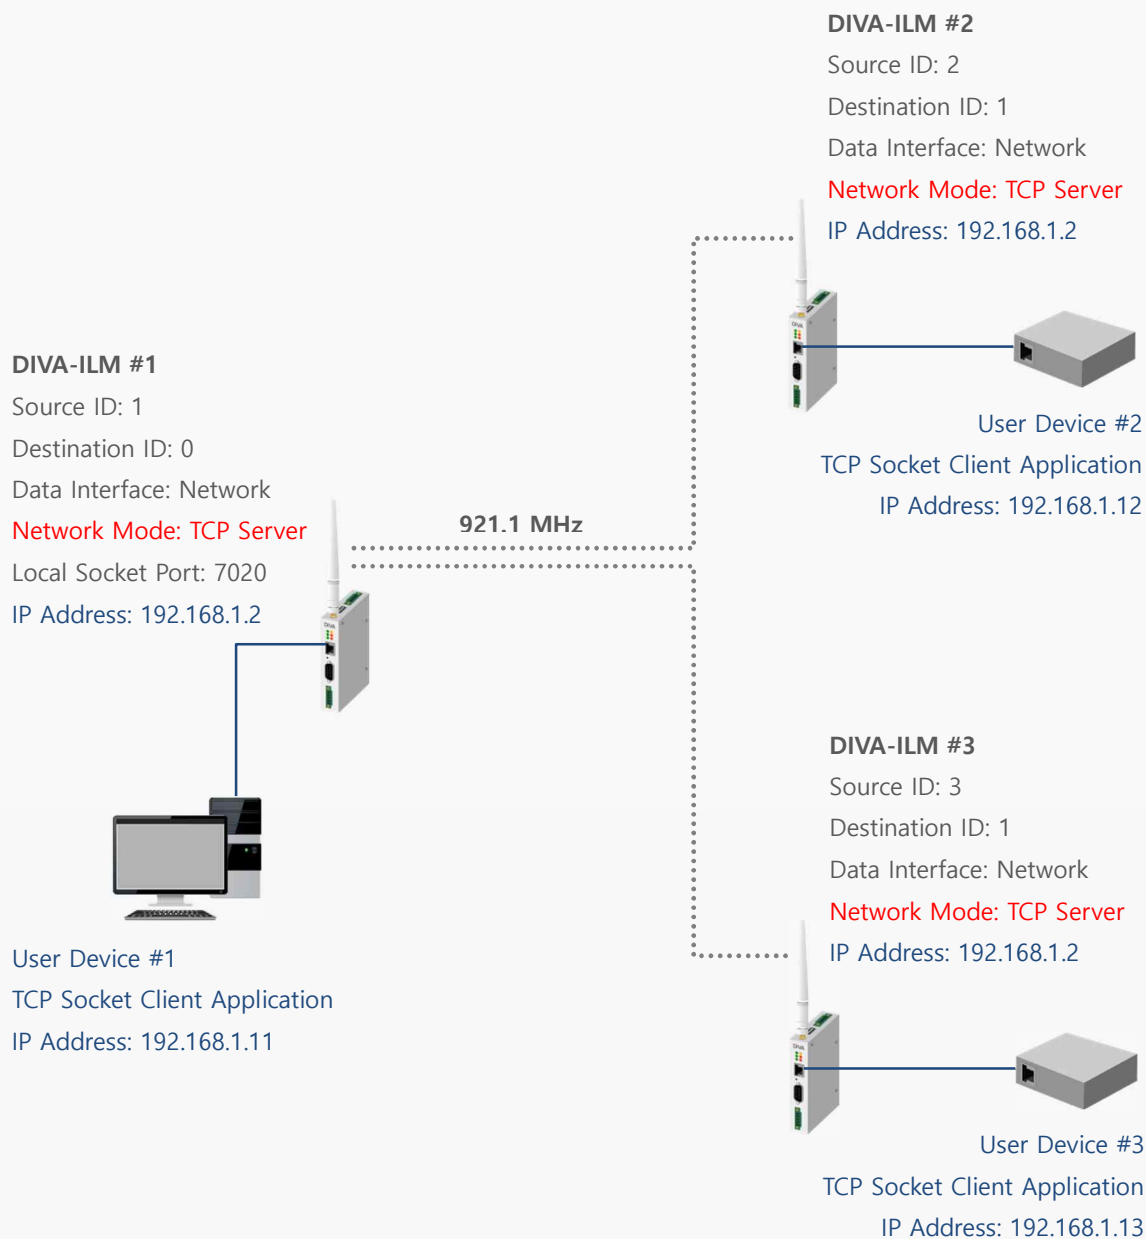 DIVA-ILM #2
Source ID: 2
Destination ID: 1
Data Interface: Network
Network Mode: TCP Server
IP Address: 192.168.1.2
DIVA
User Device #2
TCP Socket Client Application
IP Address: 192.168.1.12
DIVA-ILM #1
Source ID: 1
Destination ID: 0
Data Interface: Network
Network Mode: TCP Server
Local Socket Port: 7020
IP Address: 192.168.1.2
DIVA
921.1 MHz
User Device #1
TCP Socket Client Application
IP Address: 192.168.1.11
DIVA-ILM #3
Source ID: 3
Destination ID: 1
Data Interface: Network
Network Mode: TCP Server
IP Address: 192.168.1.2
DIVA
User Device #3
TCP Socket Client Application
IP Address: 192.168.1.13